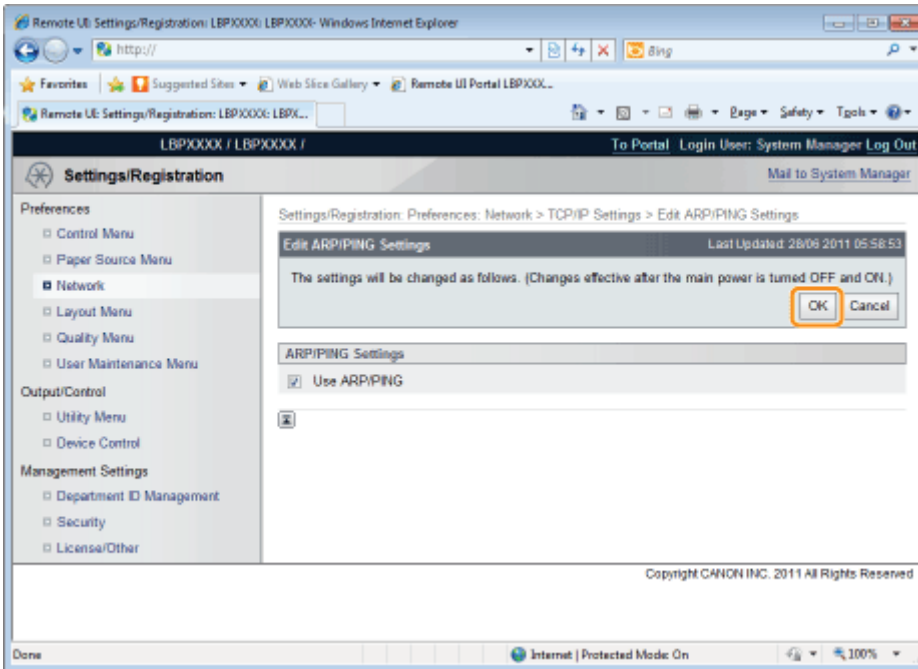 Remote UI: Settings/Registration: LBPXXXX: LBPXXXX- Windows Internet Explorer
http://
Bing
Favorites Suggested Sites Web Slice Gallery Remote UI Portal LBPXXX...
Remote UI: Settings/Registration: LBPXXXX: LBPX...
Page Safety Tools
LBPXXXX / LBPXXXX /
To Portal Login User: System Manager Log Out
Settings/Registration
Mail to System Manager
Preferences
Control Menu
Paper Source Menu
Network
Layout Menu
Quality Menu
User Maintenance Menu
Output/Control
Utility Menu
Device Control
Management Settings
Department ID Management
Security
License/Other
Settings/Registration: Preferences: Network > TCP/IP Settings > Edit ARP/PING Settings
Edit ARP/PING Settings
Last Updated: 28/06 2011 05:58:53
The settings will be changed as follows. (Changes effective after the main power is turned OFF and ON.)
OK Cancel
ARP/PING Settings
Use ARP/PING
Copyright CANON INC. 2011 All Rights Reserved
Done
Internet | Protected Mode: On
100%